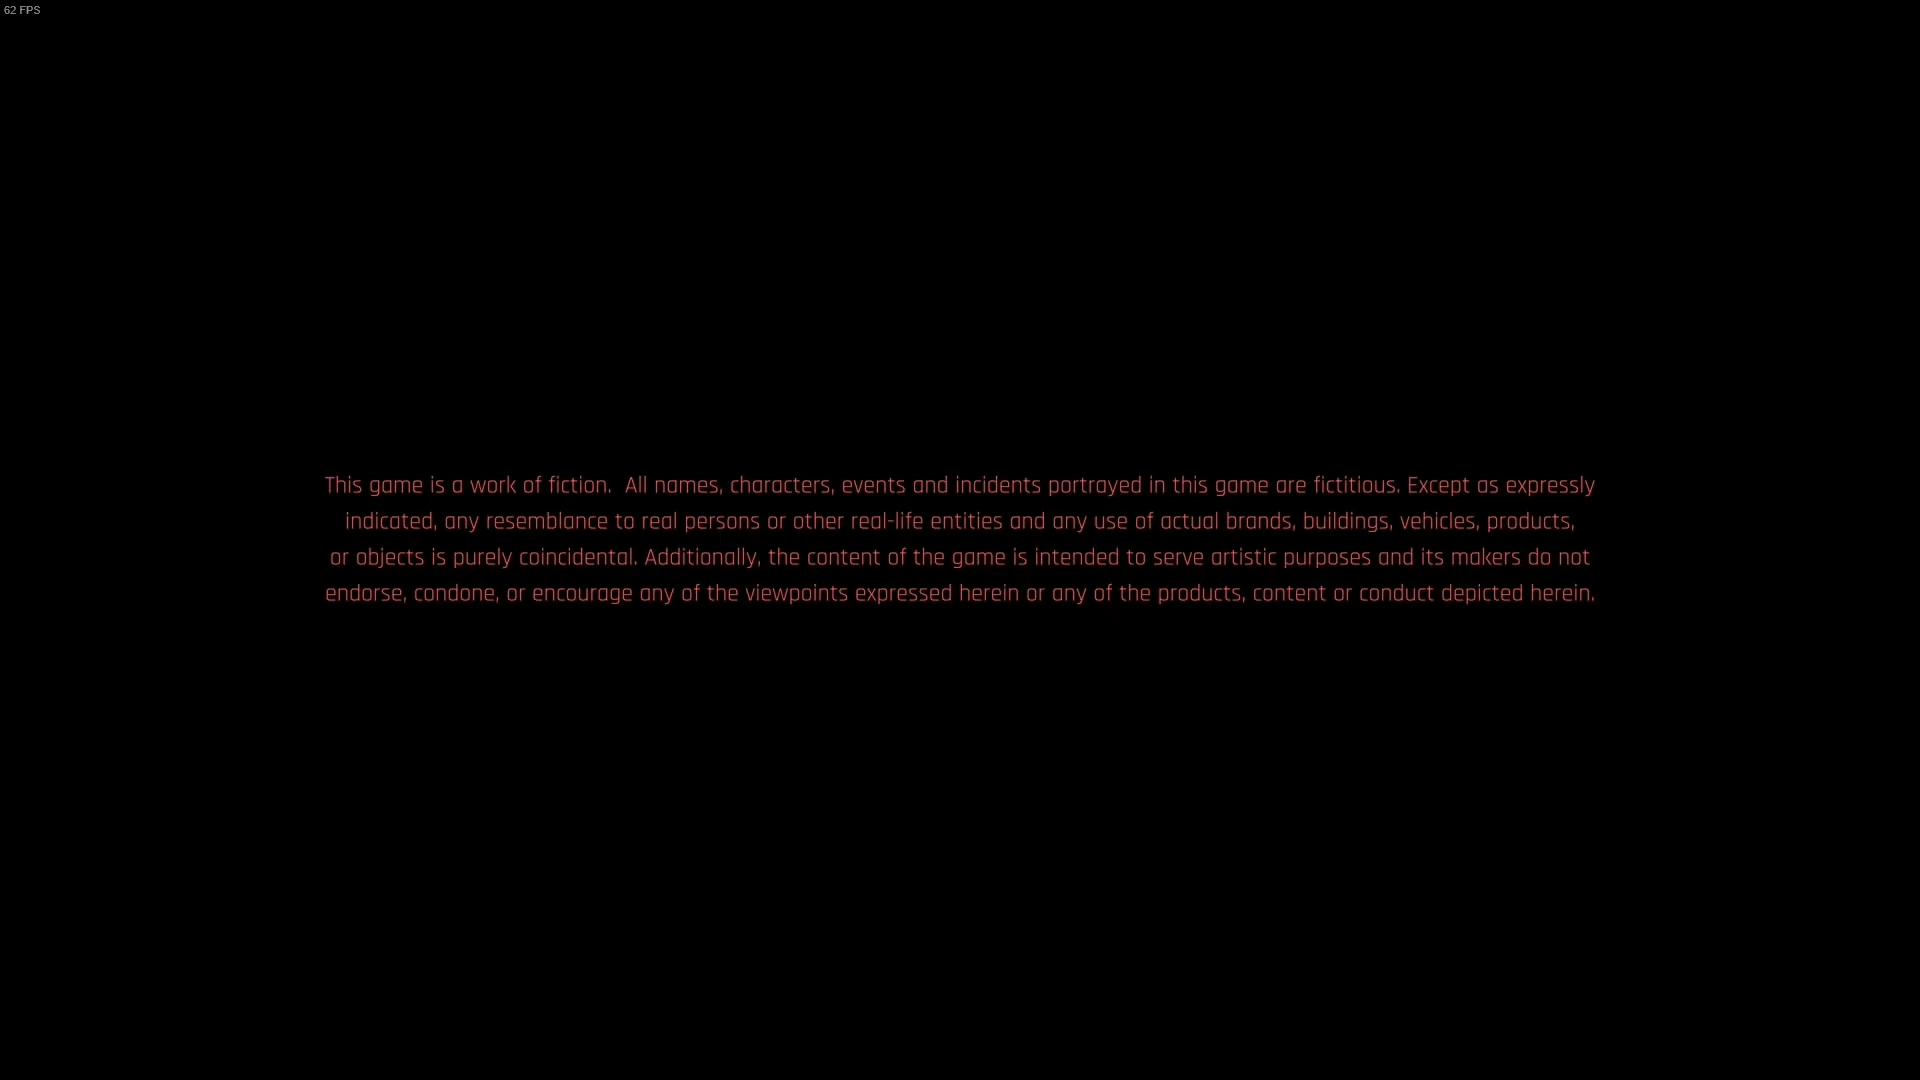 62 FPS
This game is a work of fiction.  All names, characters, events and incidents portrayed in this game are fictitious. Except as expressly
indicated, any resemblance to real persons or other real-life entities and any use of actual brands, buildings, vehicles, products,
or objects is purely coincidental. Additionally, the content of the game is intended to serve artistic purposes and its makers do not
endorse, condone, or encourage any of the viewpoints expressed herein or any of the products, content or conduct depicted herein.